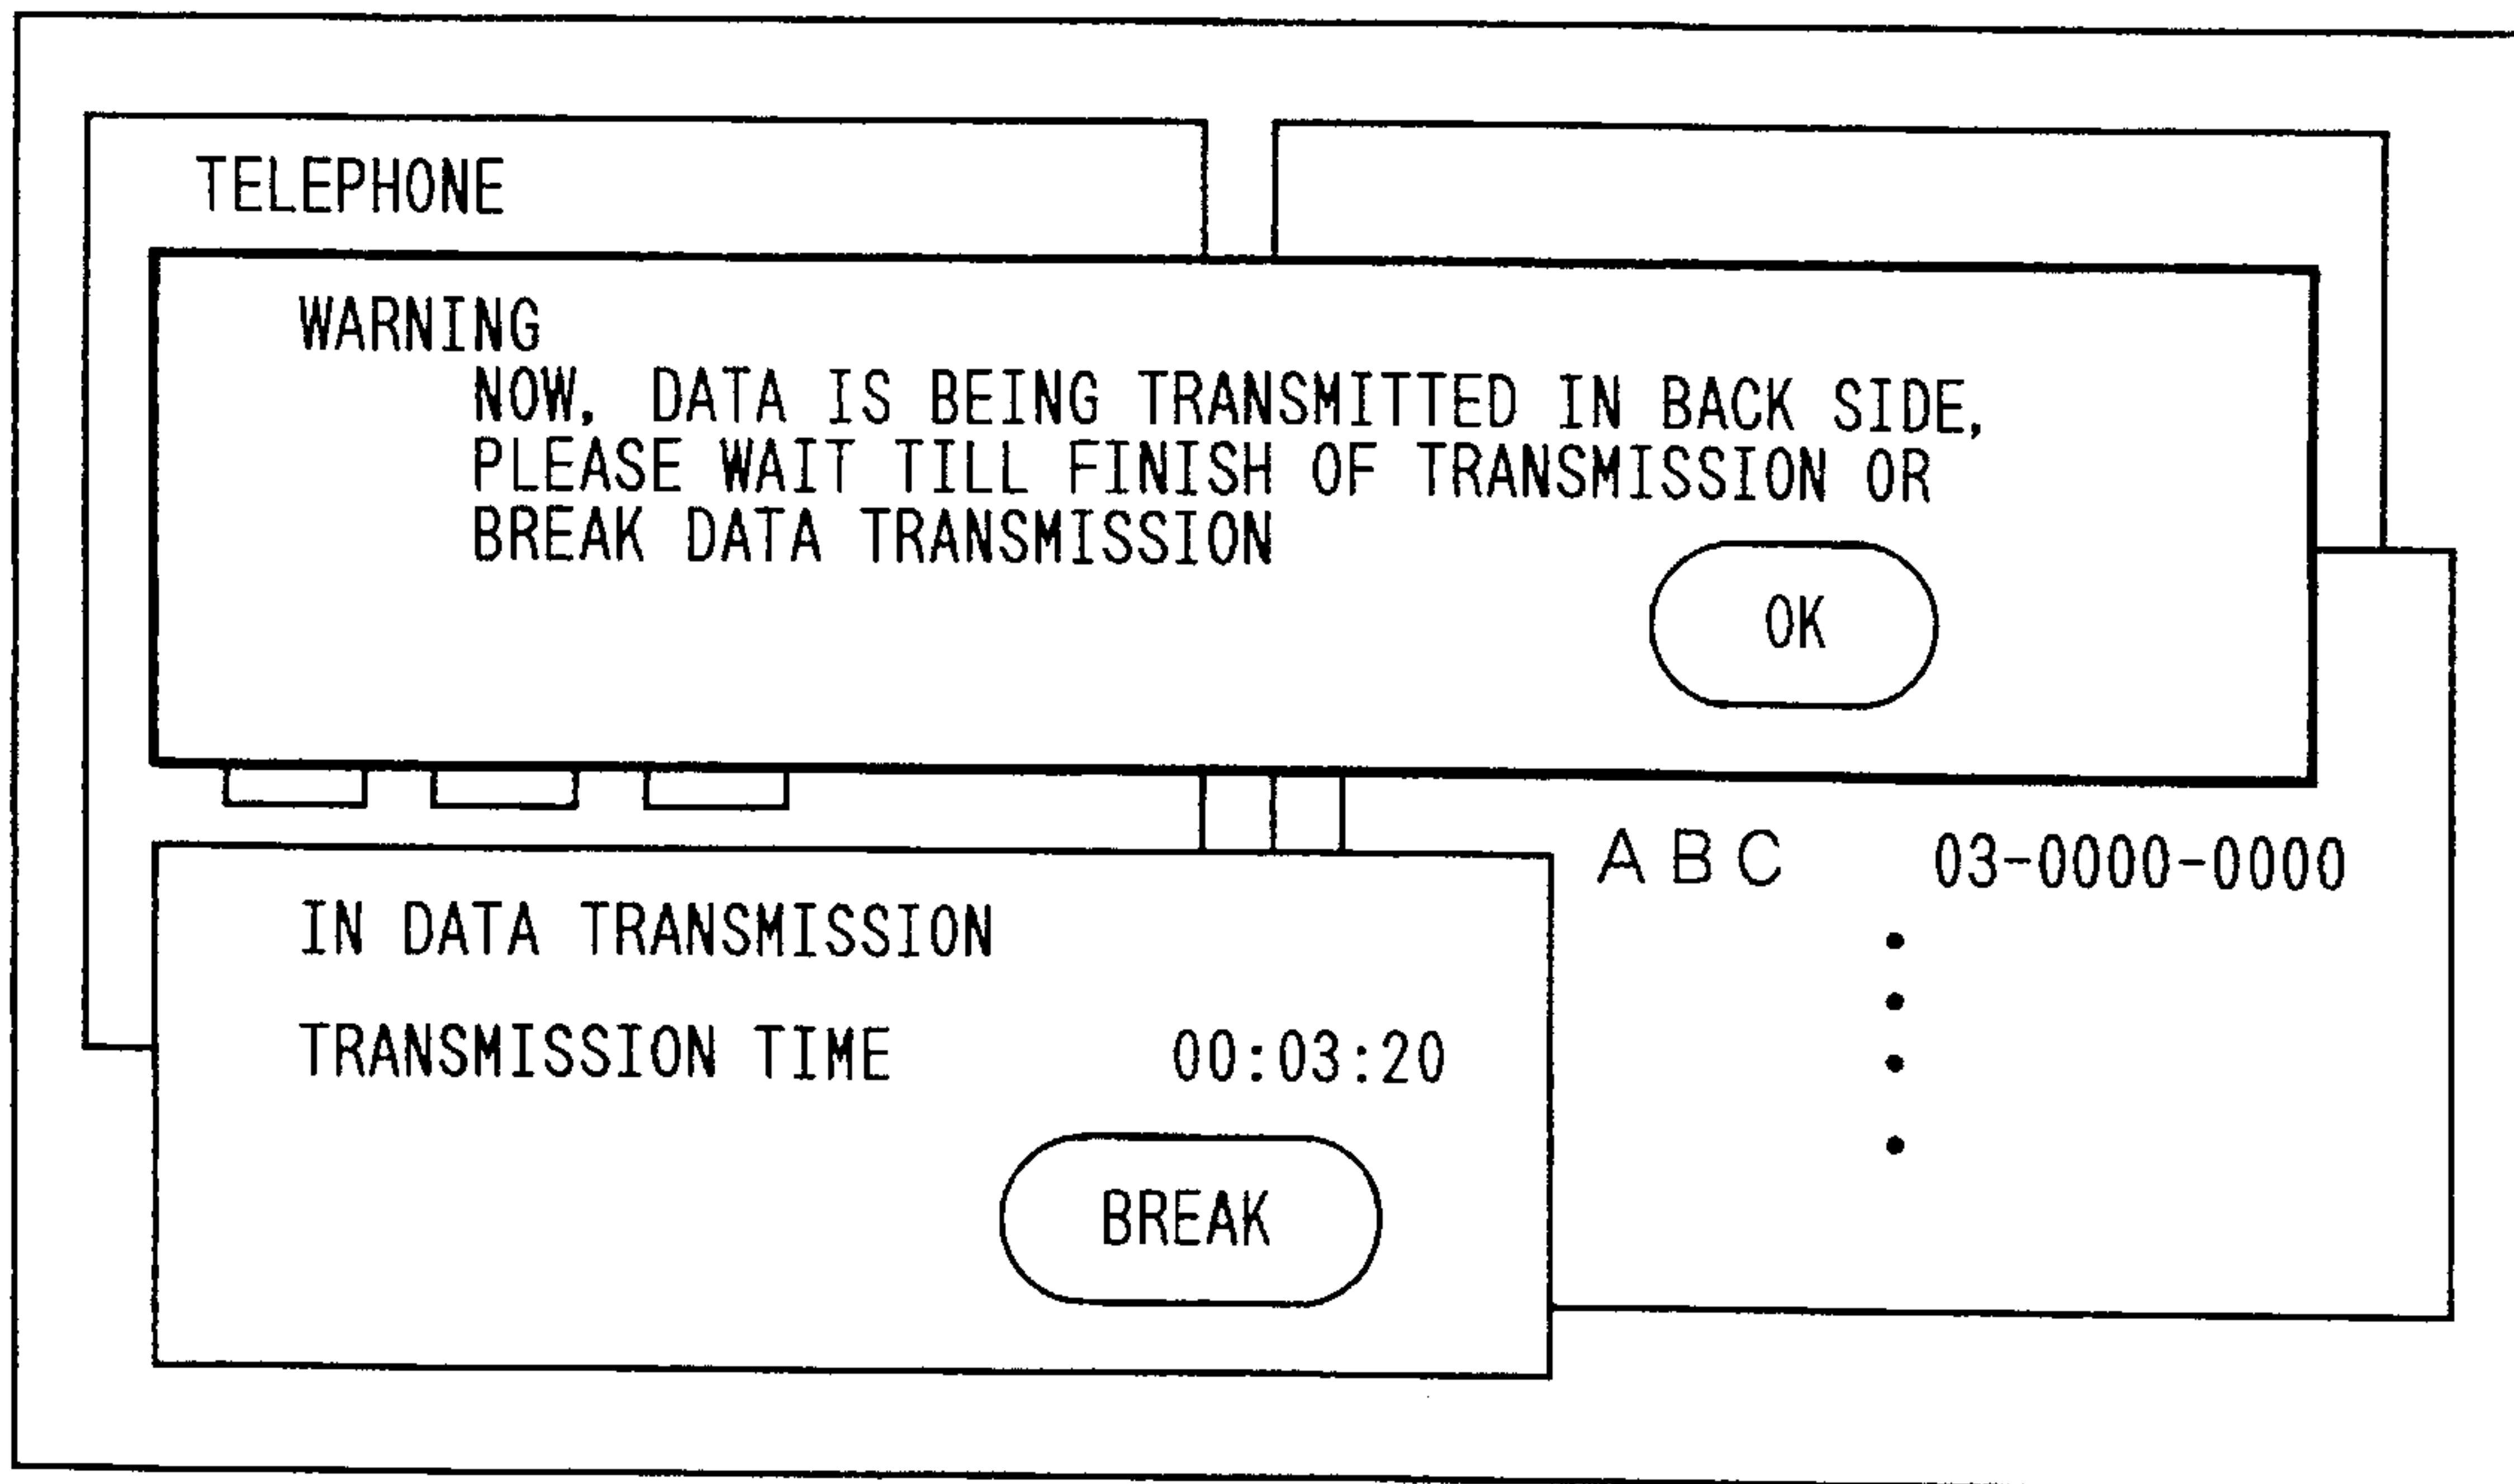 TELEPHONE
WARNING
NOW, DATA IS BEING TRANSMITTED IN BACK SIDE,
PLEASE WAIT TILL FINISH OF TRANSMISSION OR
BREAK DATA TRANSMISSION
OK
ABC 03-0000-0000
IN DATA TRANSMISSION
TRANSMISSION TIME 00:03:20
BREAK